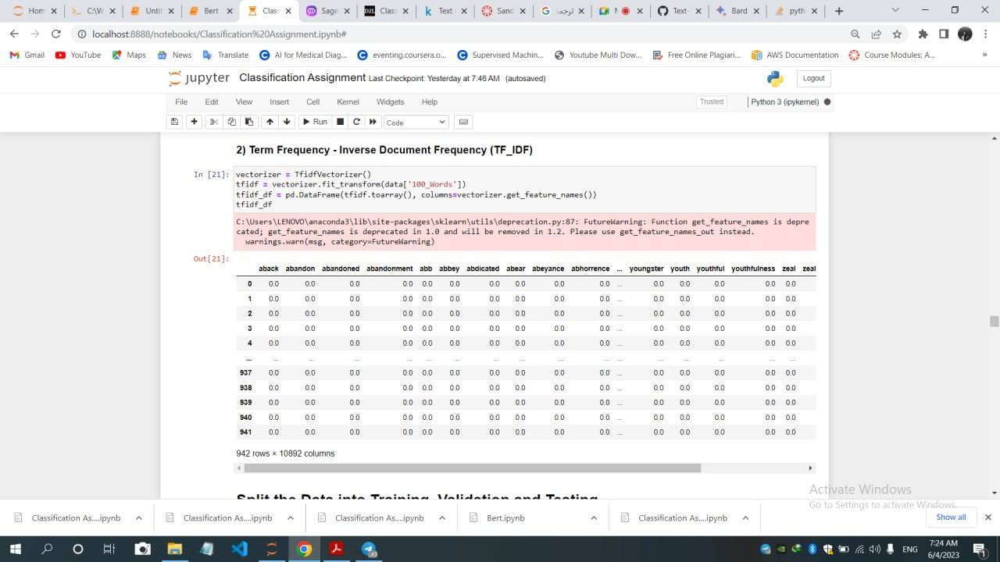 Hom
C:\W
Untit
Bert
Class
Sage
Class
Text C
Sand
ترجمة
M
Text-
Bard
pyth
localhost:8888/notebooks/Classification%20Assignment.ipynb#
Gmail
YouTube
Maps
News
Translate
AI for Medical Diag...
eventing.coursera.o...
Supervised Machin...
Youtube Multi Dow...
Free Online Plagiari...
AWS Documentation
Course Modules: A...
»
jupyter Classification Assignment Last Checkpoint: Yesterday at 7:46 AM (autosaved)
Logout
File Edit View Insert Cell Kernel Widgets Help
Trusted
Python 3 (ipykernel)
Run
Code
2) Term Frequency - Inverse Document Frequency (TF_IDF)
In [21]: vectorizer = TfidfVectorizer()
tfidf = vectorizer.fit_transform(data['100_Words'])
tfidf_df = pd.DataFrame(tfidf.toarray(), columns=vectorizer.get_feature_names())
tfidf_df
C:\Users\LENOVO\anaconda3\lib\site-packages\sklearn\utils\deprecation.py:87: FutureWarning: Function get_feature_names is depre
cated; get_feature_names is deprecated in 1.0 and will be removed in 1.2. Please use get_feature_names_out instead.
warnings.warn(msg, category=FutureWarning)
Out[21]:
aback abandon abandoned abandonment abb abbey abdicated abear abeyance abhorrence ... youngster youth youthful youthfulness zeal zeal
0 0.0 0.0 0.0 0.0 0.0 0.0 0.0 0.0 0.0 0.0 ... 0.0 0.0 0.0 0.0 0.0
1 0.0 0.0 0.0 0.0 0.0 0.0 0.0 0.0 0.0 0.0 ... 0.0 0.0 0.0 0.0 0.0
2 0.0 0.0 0.0 0.0 0.0 0.0 0.0 0.0 0.0 0.0 ... 0.0 0.0 0.0 0.0 0.0
3 0.0 0.0 0.0 0.0 0.0 0.0 0.0 0.0 0.0 0.0 ... 0.0 0.0 0.0 0.0 0.0
4 0.0 0.0 0.0 0.0 0.0 0.0 0.0 0.0 0.0 0.0 ... 0.0 0.0 0.0 0.0 0.0
... ... ... ... ... ... ... ... ... ... ... ... ... ... ... ... ...
937 0.0 0.0 0.0 0.0 0.0 0.0 0.0 0.0 0.0 0.0 ... 0.0 0.0 0.0 0.0 0.0
938 0.0 0.0 0.0 0.0 0.0 0.0 0.0 0.0 0.0 0.0 ... 0.0 0.0 0.0 0.0 0.0
939 0.0 0.0 0.0 0.0 0.0 0.0 0.0 0.0 0.0 0.0 ... 0.0 0.0 0.0 0.0 0.0
940 0.0 0.0 0.0 0.0 0.0 0.0 0.0 0.0 0.0 0.0 ... 0.0 0.0 0.0 0.0 0.0
941 0.0 0.0 0.0 0.0 0.0 0.0 0.0 0.0 0.0 0.0 ... 0.0 0.0 0.0 0.0 0.0
942 rows × 10892 columns
Split the Data into Training, Validation and Testing
Activate Windows
Go to Settings to activate Windows.
Classification As....ipynb
Classification As....ipynb
Classification As....ipynb
Bert.ipynb
Classification As....ipynb
Show all
ENG
7:24 AM
6/4/2023